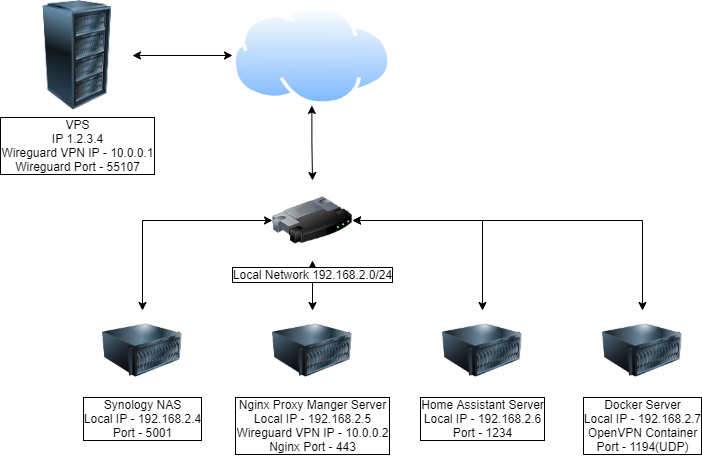 VPS
IP 1.2.3.4
Wireguard VPN IP - 10.0.0.1
Wireguard Port - 55107
Local Network 192.168.2.0/24
Synology NAS
Local IP - 192.168.2.4
Port - 5001
Nginx Proxy Manger Server
Local IP - 192.168.2.5
Wireguard VPN IP - 10.0.0.2
Nginx Port - 443
Home Assistant Server
Local IP - 192.168.2.6
Port - 1234
Docker Server
Local IP - 192.168.2.7
OpenVPN Container
Port - 1194(UDP)